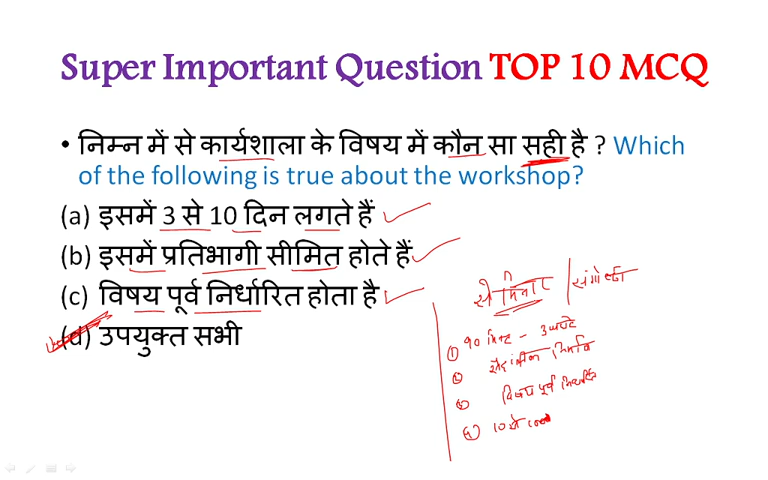 Super Important Question TOP 10 MCQ
• निम्न में से कार्यशाला के विषय में कौन सा सही है ? Which
of the following is true about the workshop?
(a) इसमें 3 से 10 दिन लगते हैं
(b) इसमें प्रतिभागी सीमित होते हैं
(c) विषय पूर्व निर्धारित होता है
(d) उपयुक्त सभी
विषय पूर्व